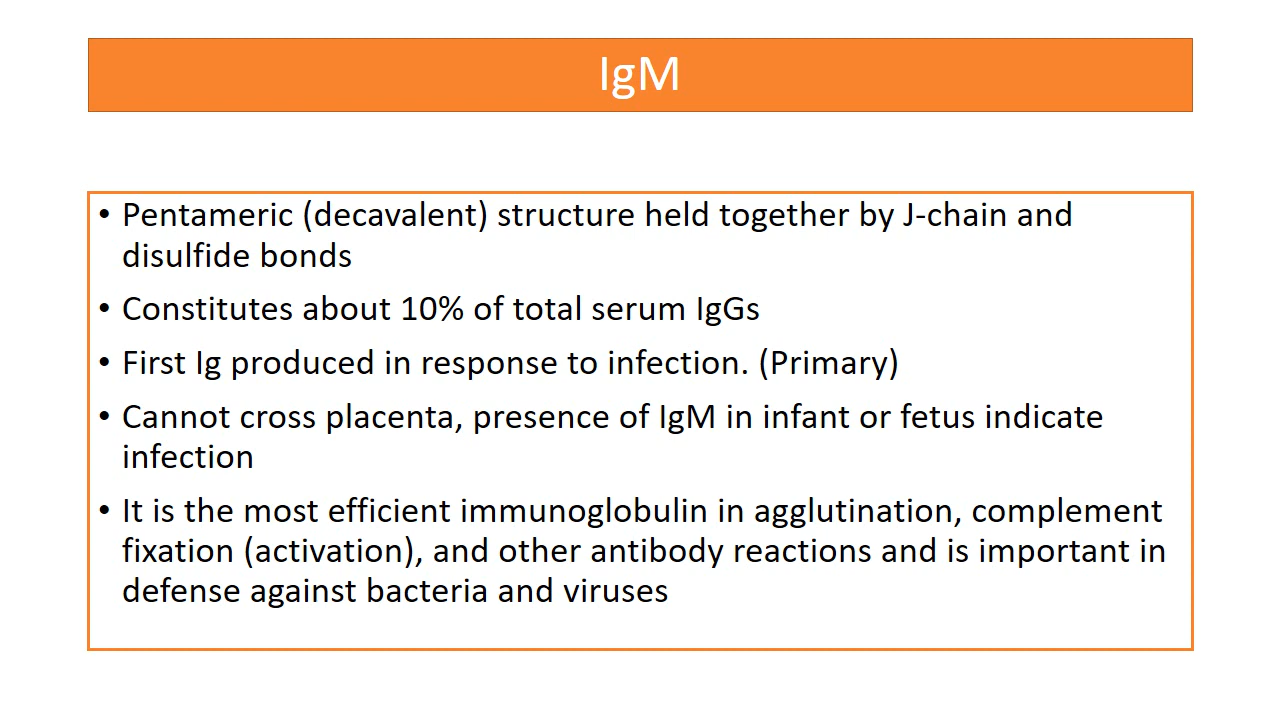 IgM
• Pentameric (decavalent) structure held together by J-chain and
disulfide bonds
• Constitutes about 10% of total serum IgGs
• First Ig produced in response to infection. (Primary)
• Cannot cross placenta, presence of IgM in infant or fetus indicate
infection
• It is the most efficient immunoglobulin in agglutination, complement
fixation (activation), and other antibody reactions and is important in
defense against bacteria and viruses